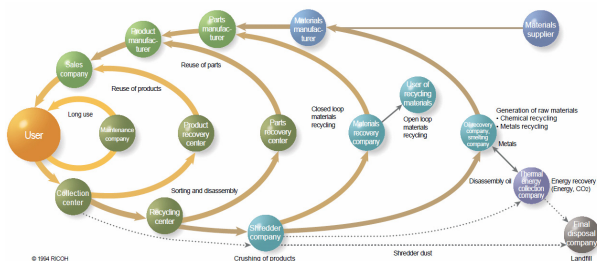 Parts
manufac-
turer
Materials
manufac-
turer
Materials
supplier
Product
manufac-
turer
Sales
company
Reuse of parts
Reuse of products
User
Long use
Maintenance
company
Product
recovery
center
Parts
recovery
center
Closed loop
materials
recycling
Materials
recovery
company
User of
recycling
materials
Open loop
materials
recycling
Generation of raw materials
• Chemical recycling
• Metals recycling
company,
smelting
company
Metals
Collection
center
Sorting and disassembly
Recycling
center
Disassembly oil
Thermal
energy
collection
company
Energy recovery
(Energy, CO2)
Shredder
company
Shredder dust
Final
disposal
company
© 1994 RICOH
Crushing of products
Landfill